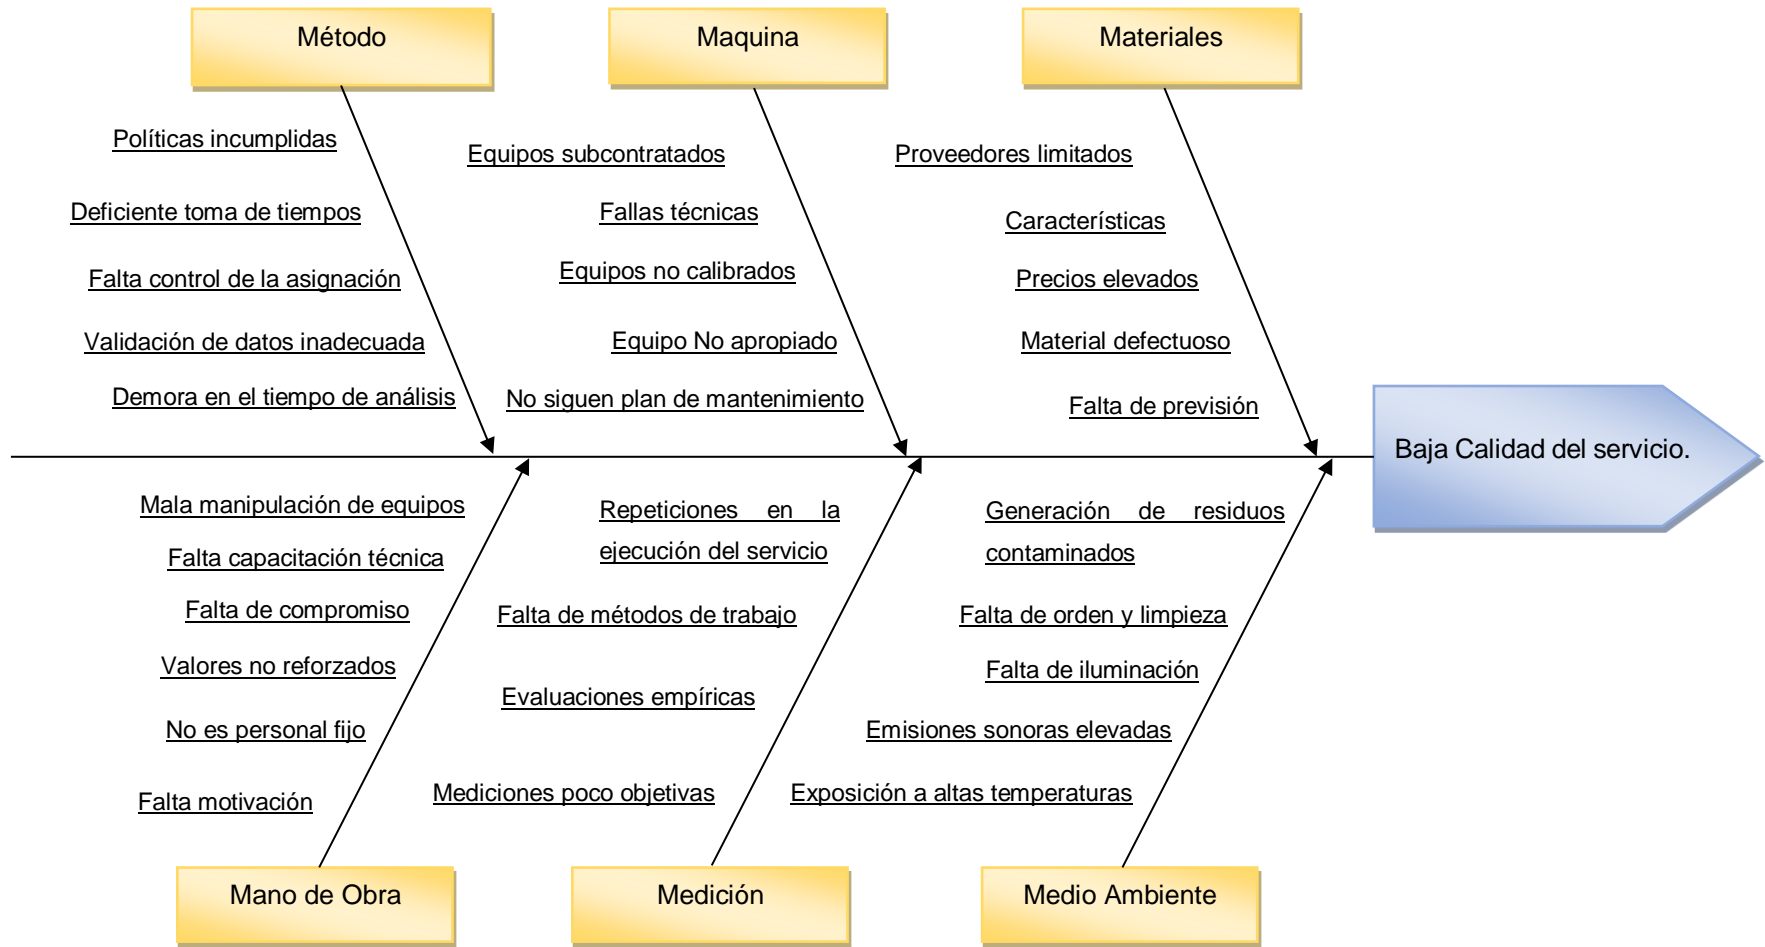 Método
Maquina
Materiales
Políticas incumplidas
Equipos subcontratados
Proveedores limitados
Deficiente toma de tiempos
Fallas técnicas
Característícas
Falta control de la asignación
Equipos no calibrados
Precios elevados
Validación de datos inadecuada
Equipo No apropiado
Material defectuoso
Demora en el tiempo de análisis
No siguen plan de mantenimiento
Falta de previsión
Baja Calidad del servicio.
Mala manipulación de equipos
Repeticiones en la
ejecución del servicio
Generación de residuos
contaminados
Falta capacitación técnica
Falta de compromiso
Falta de métodos de trabajo
Falta de orden y limpieza
Valores no reforzados
Evaluaciones empíricas
Falta de iluminación
No es personal fijo
Emisiones sonoras elevadas
Falta motivación
Mediciones poco objetivas
Exposición a altas temperaturas
Mano de Obra
Medición
Medio Ambiente